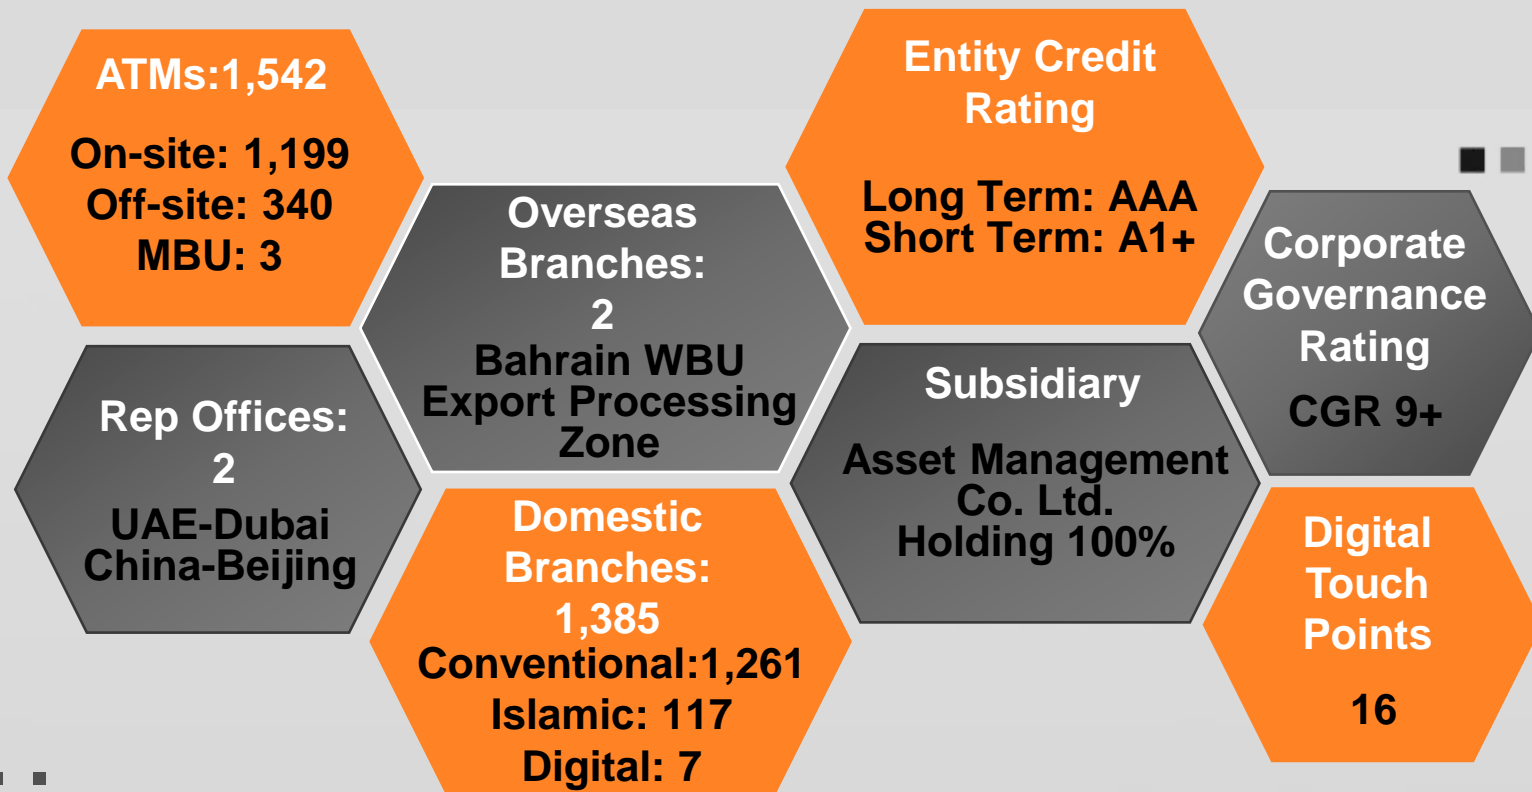 ATMs:1,542
On-site: 1,199
Off-site: 340
MBU: 3
Overseas
Branches:
2
Bahrain WBU
Export Processing
Zone
Entity Credit
Rating
Long Term: AAA
Short Term: A1+
Corporate
Governance
Rating
CGR 9+
Rep Offices:
2
UAE-Dubai
China-Beijing
Domestic
Branches:
1,385
Conventional:1,261
Islamic: 117
Digital: 7
Subsidiary
Asset Management
Co. Ltd.
Holding 100%
Digital
Touch
Points
16